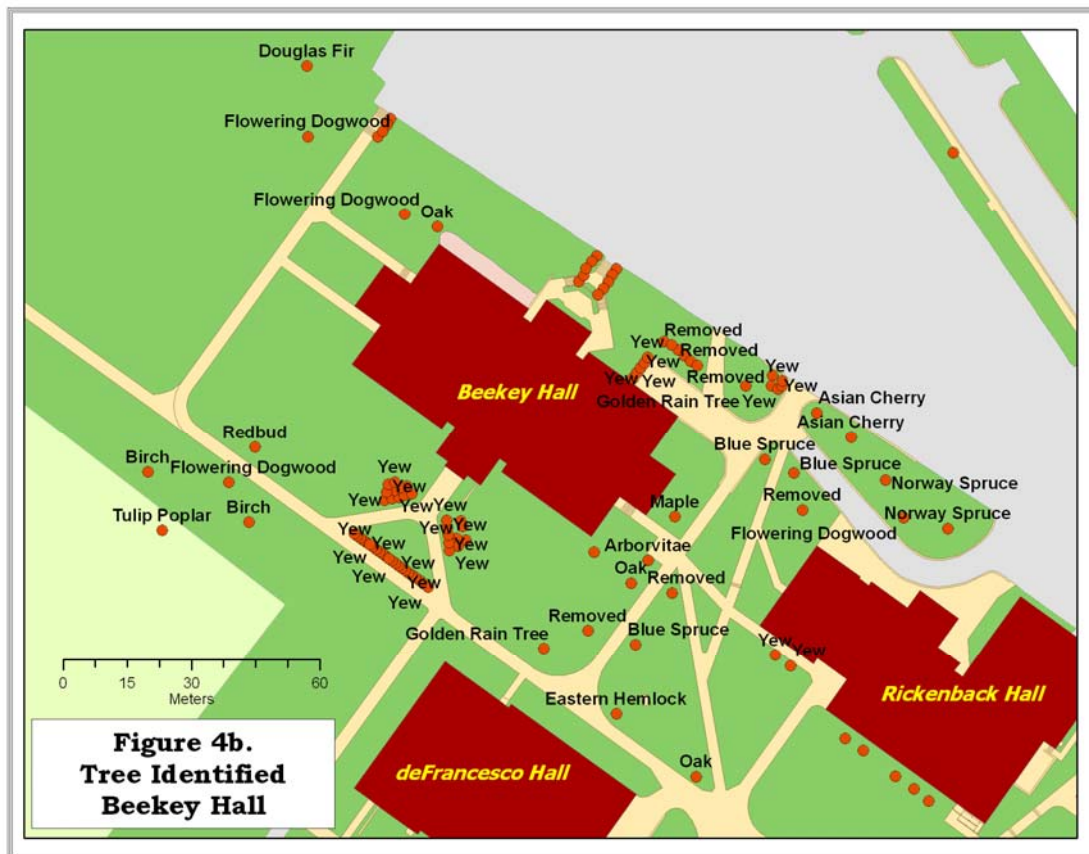 Douglas Fir
Flowering Dogwood
Flowering Dogwood
Oak
Removed
Yew
Removed
Yew
Yew
Yew Yew
Removed
Yew
Golden Rain Tree Yew
Asian Cherry
Asian Cherry
Beekey Hall
Redbud
Birch
Flowering Dogwood
Blue Spruce
Blue Spruce
Norway Spruce
Yew
Yew
Yew
YewYew
Removed
Maple
Norway Spruce
Tulip Poplar
Birch
Yew
Yew
Flowering Dogwood
Yew
Yew
Yew
Arborvitae
Yew
Yew
Yew
Oak
Yew
Yew
Removed
Yew
Removed
Golden Rain Tree
Blue Spruce
Yew
Yew
0 15 30 60
Meters
Rickenback Hall
Eastern Hemlock
Figure 4b.
Tree Identified
Beekey Hall
deFrancesco Hall
Oak